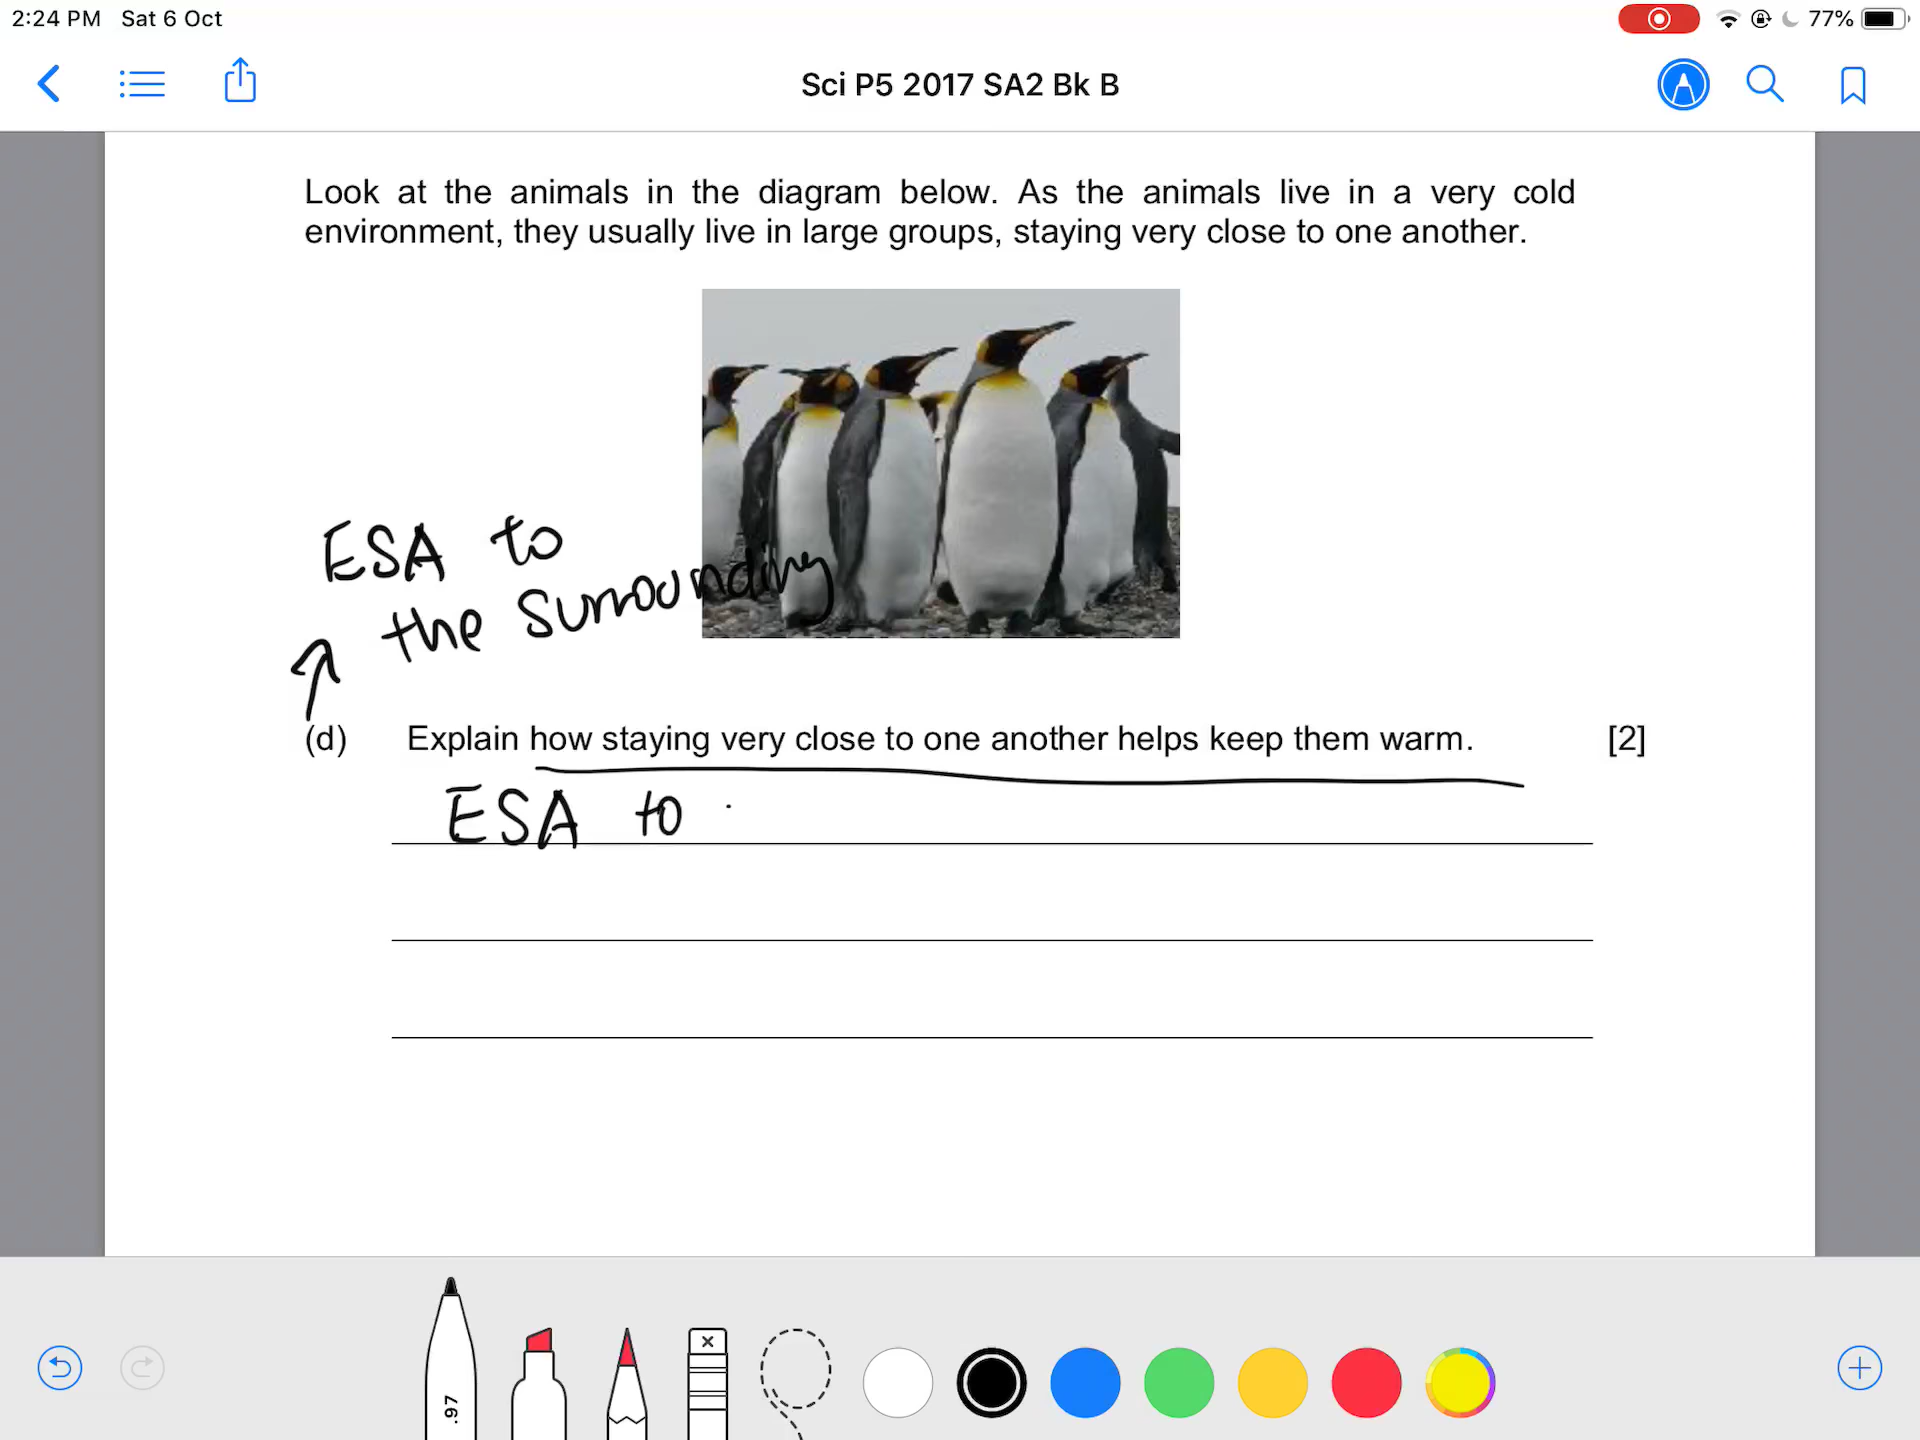 2:24 PM Sat 6 Oct
77%
Sci P5 2017 SA2 Bk B
Look at the animals in the diagram below. As the animals live in a very cold
environment, they usually live in large groups, staying very close to one another.
ESA to
the surrounding
(d) Explain how staying very close to one another helps keep them warm. [2]
ESA to
.97